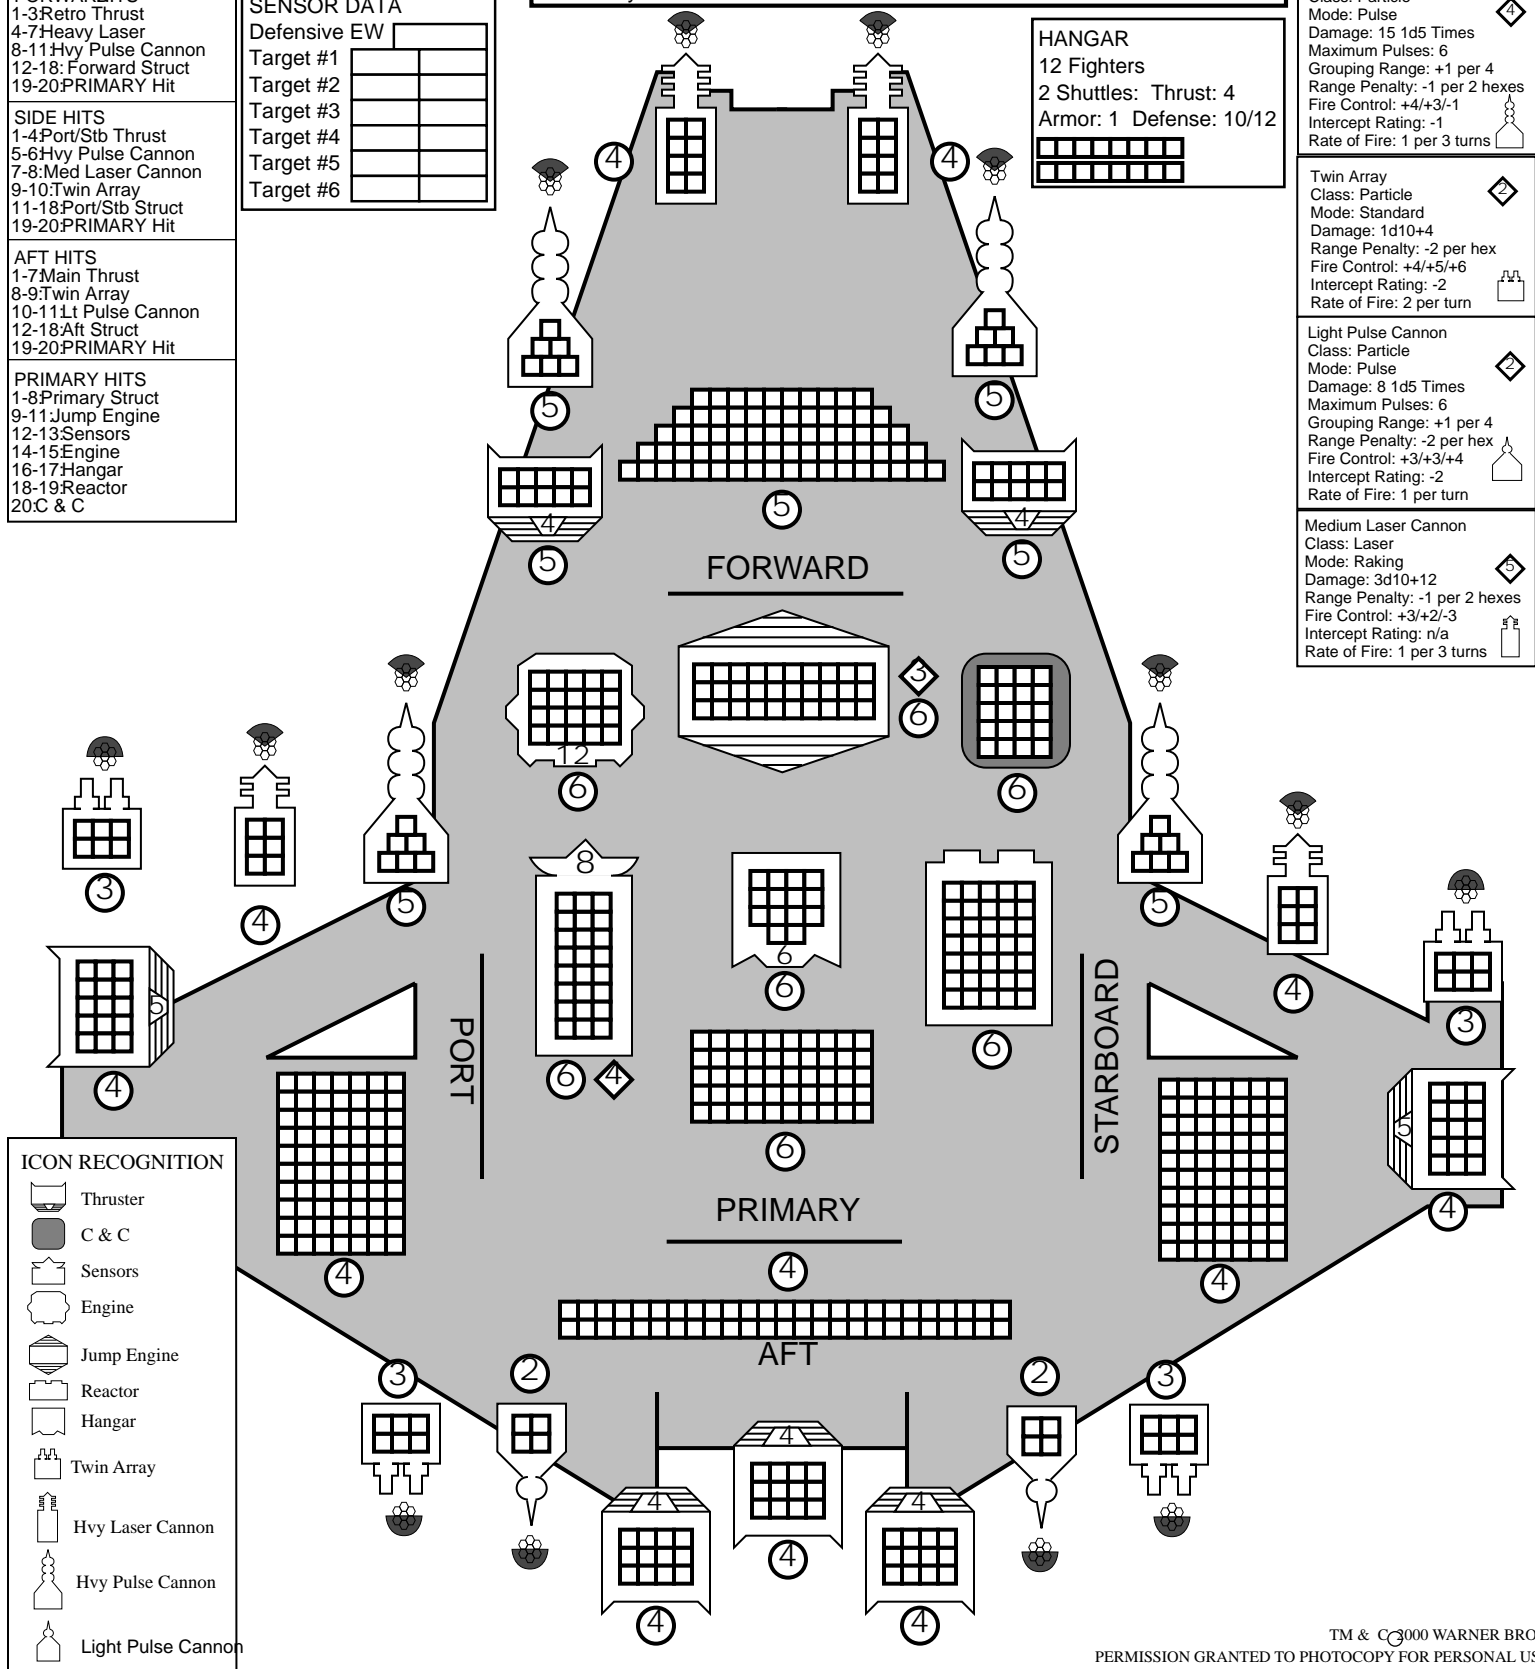 1-3:Retro Thrust
4-7:Heavy Laser
8-11:Hvy Pulse Cannon
12-18: Forward Struct
19-20:PRIMARY Hit
SIDE HITS
1-4:Port/Stb Thrust
5-6:Hvy Pulse Cannon
7-8:Med Laser Cannon
9-10:Twin Array
11-18:Port/Stb Struct
19-20:PRIMARY Hit
AFT HITS
1-7:Main Thrust
8-9:Twin Array
10-11:Lt Pulse Cannon
12-18:Aft Struct
19-20:PRIMARY Hit
PRIMARY HITS
1-8:Primary Struct
9-11:Jump Engine
12-13:Sensors
14-15:Engine
16-17:Hangar
18-19:Reactor
20:C & C
SENSOR DATA
Defensive EW
Target #1
Target #2
Target #3
Target #4
Target #5
Target #6
HANGAR
12 Fighters
2 Shuttles: Thrust: 4
Armor: 1 Defense: 10/12
Class: Particle
Mode: Pulse
4
Damage: 15 1d5 Times
Maximum Pulses: 6
Grouping Range: +1 per 4
Range Penalty: -1 per 2 hexes
Fire Control: +4/+3/-1
Intercept Rating: -1
Rate of Fire: 1 per 3 turns
Twin Array
2
Class: Particle
Mode: Standard
Damage: 1d10+4
Range Penalty: -2 per hex
Fire Control: +4/+5/+6
Intercept Rating: -2
Rate of Fire: 2 per turn
Light Pulse Cannon
Class: Particle
2
Mode: Pulse
Damage: 8 1d5 Times
Maximum Pulses: 6
Grouping Range: +1 per 4
Range Penalty: -2 per hex
Fire Control: +3/+3/+4
Intercept Rating: -2
Rate of Fire: 1 per turn
Medium Laser Cannon
Class: Laser
Mode: Raking
5
Damage: 3d10+12
Range Penalty: -1 per 2 hexes
Fire Control: +3/+2/-3
Intercept Rating: n/a
Rate of Fire: 1 per 3 turns
4
4
5
5
5
4
4
5
5
FORWARD
3
6
12
6
6
3
4
5
8
5
4
3
6
6
4
5
4
6
6
4
PORT
STARBOARD
6
5
4
PRIMARY
4
4
4
AFT
3
2
2
3
4
4
4
4
4
4
ICON RECOGNITION
Thruster
C & C
Sensors
Engine
Jump Engine
Reactor
Hangar
Twin Array
Hvy Laser Cannon
Hvy Pulse Cannon
Light Pulse Cannon
TM & C 2000 WARNER BRO
PERMISSION GRANTED TO PHOTOCOPY FOR PERSONAL US